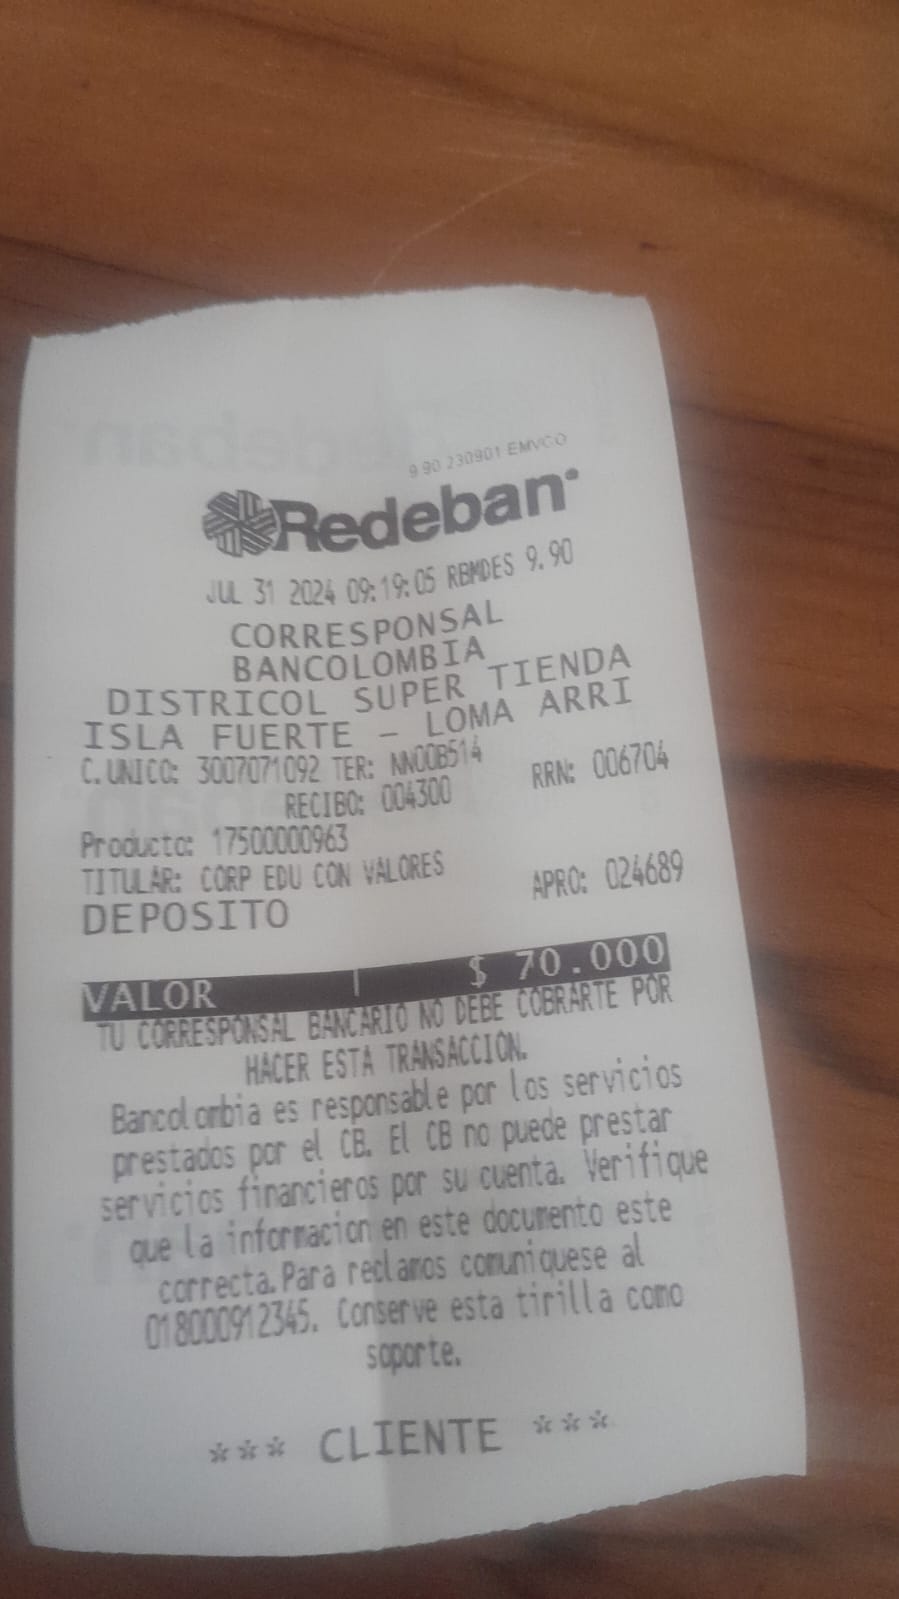 9 90 230901 EMVCO
Redeban
JUL 31 2024 09:19:05 RBMDES 9.90
CORRESPONSAL
BANCOLOMBIA
DISTRICOL SUPER TIENDA
ISLA FUERTE - LOMA ARRI
C.UNICO: 3007071092 TER: NN00B514
RECIBO: 004300 RRN: 006704
Producto: 17500000963
TITULAR: CORP EDU CON VALORES
DEPOSITO APRO: 024689
VALOR $ 70.000
TU CORRESPONSAL BANCARIO NO DEBE COBRARTE POR
HACER ESTA TRANSACCION.
Bancolombia es responsable por los servicios
prestados por el CB. El CB no puede prestar
servicios financieros por su cuenta. Verifique
que la informacion en este documento este
correcta.Para reclamos comuniquese al
018000912345. Conserve esta tirilla como
soporte.
*** CLIENTE ***